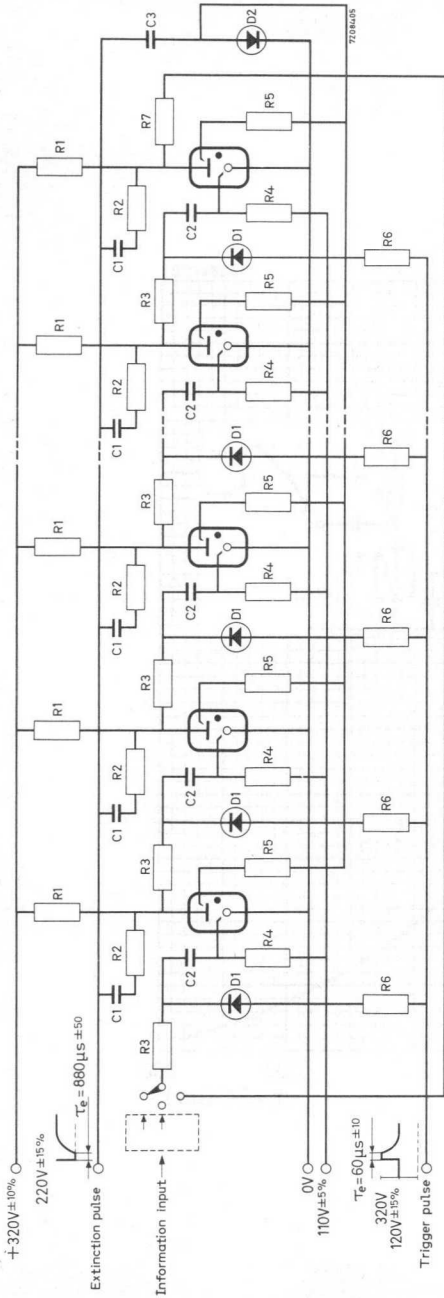 +320V±10%
R1 R1 R1 R1 R1
220V±15%
τe=880μs±50
Extinction pulse
C1 R2 C1 R2 C1 R2 C1 R2 C1 R2 C3
R3 R3 R3 R3 R3 R7
Information input
C2 C2 C2 C2 C2 D2
D1 R4 R5 D1 R4 R5 D1 R4 R5 D1 R4 R5 D1 R4 R5
0V
110V±5%
τe=60μs±10
320V
120V±15%
R6 R6 R6 R6 R6
Trigger pulse